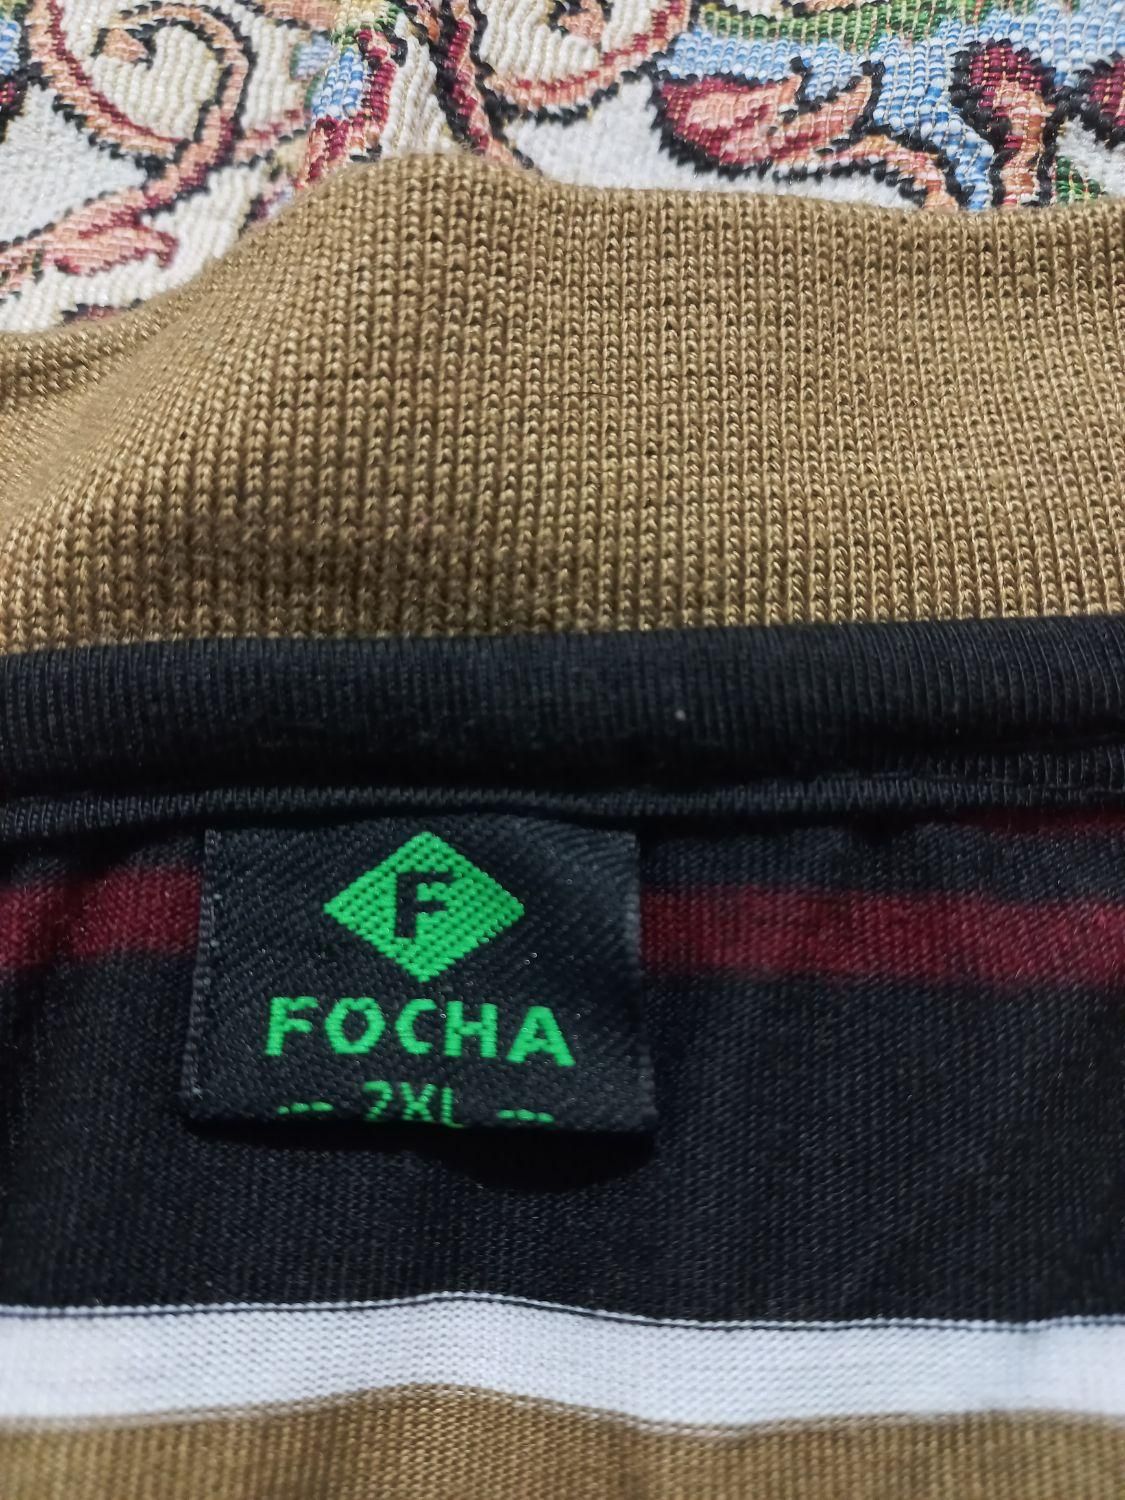 F
FOCHA
--- 2XL ---